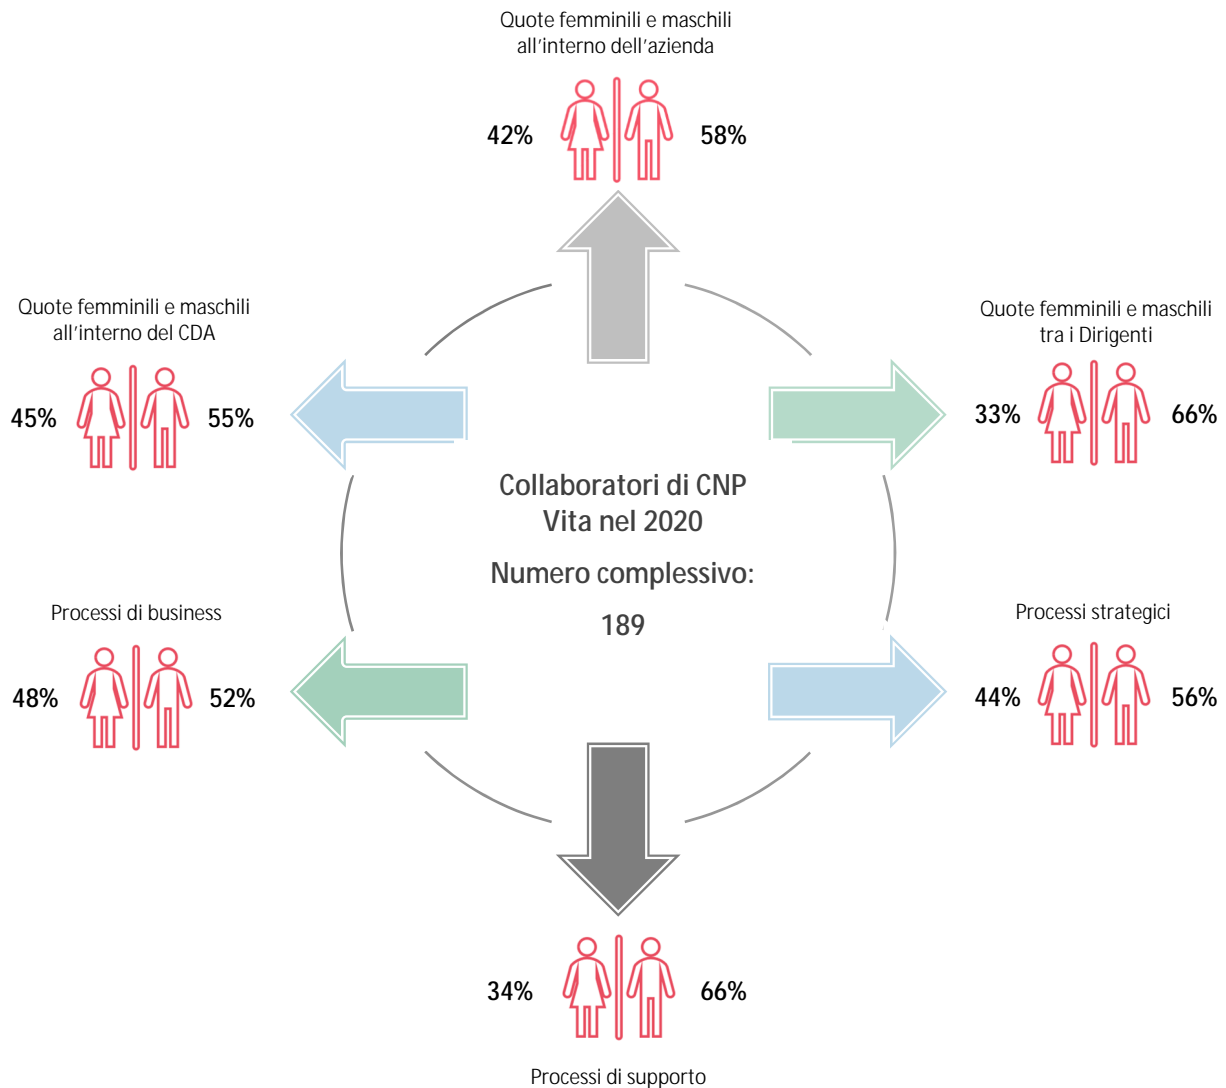 Quote femminili e maschili
all'interno dell'azienda
42%
58%
Quote femminili e maschili
all'interno del CDA
45%
55%
Quote femminili e maschili
tra i Dirigenti
33%
66%
Collaboratori di CNP
Vita nel 2020
Numero complessivo:
189
Processi di business
48%
52%
Processi strategici
44%
56%
34%
66%
Processi di supporto